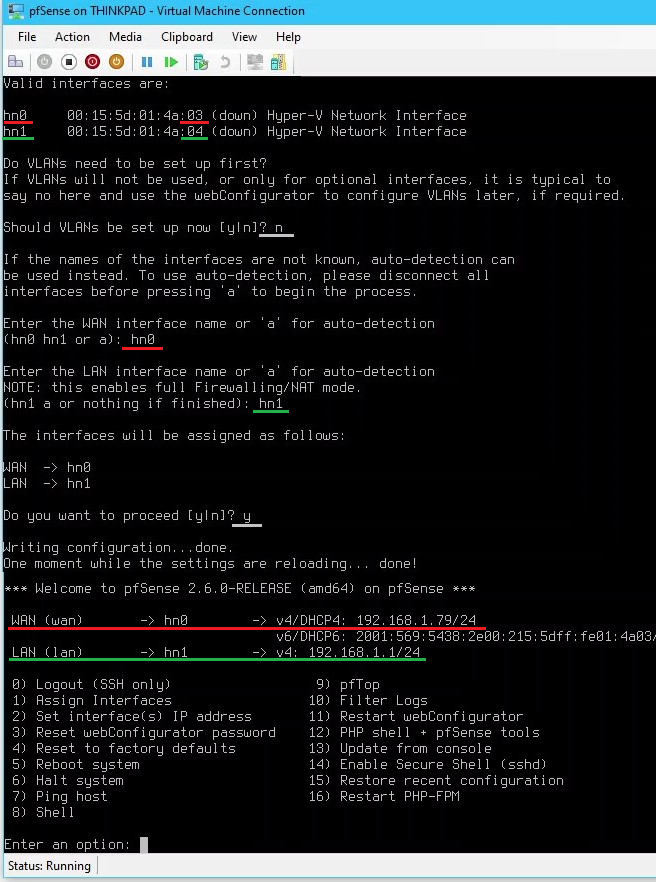 pfSense on THINKPAD - Virtual Machine Connection
File Action Media Clipboard View Help
Valid interfaces are:
hn0 00:15:5d:01:4a:03 (down) Hyper-V Network Interface
hn1 00:15:5d:01:4a:04 (down) Hyper-V Network Interface
Do VLANs need to be set up first?
If VLANs will not be used, or only for optional interfaces, it is typical to
say no here and use the webConfigurator to configure VLANs later, if required.
Should VLANs be set up now [y|n]? n
If the names of the interfaces are not known, auto-detection can
be used instead. To use auto-detection, please disconnect all
interfaces before pressing 'a' to begin the process.
Enter the WAN interface name or 'a' for auto-detection
(hn0 hn1 or a): hn0
Enter the LAN interface name or 'a' for auto-detection
NOTE: this enables full Firewalling/NAT mode.
(hn1 a or nothing if finished): hn1
The interfaces will be assigned as follows:
WAN -> hn0
LAN -> hn1
Do you want to proceed [y|n]? y
Writing configuration...done.
One moment while the settings are reloading... done!
*** Welcome to pfSense 2.6.0-RELEASE (amd64) on pfSense ***
WAN (wan) -> hn0 -> v4/DHCP4: 192.168.1.79/24
v6/DHCP6: 2001:569:5438:2e00:215:5dff:fe01:4a03/
LAN (lan) -> hn1 -> v4: 192.168.1.1/24
0) Logout (SSH only) 9) pfTop
1) Assign Interfaces 10) Filter Logs
2) Set interface(s) IP address 11) Restart webConfigurator
3) Reset webConfigurator password 12) PHP shell + pfSense tools
4) Reset to factory defaults 13) Update from console
5) Reboot system 14) Enable Secure Shell (sshd)
6) Halt system 15) Restore recent configuration
7) Ping host 16) Restart PHP-FPM
8) Shell
Enter an option:
Status: Running